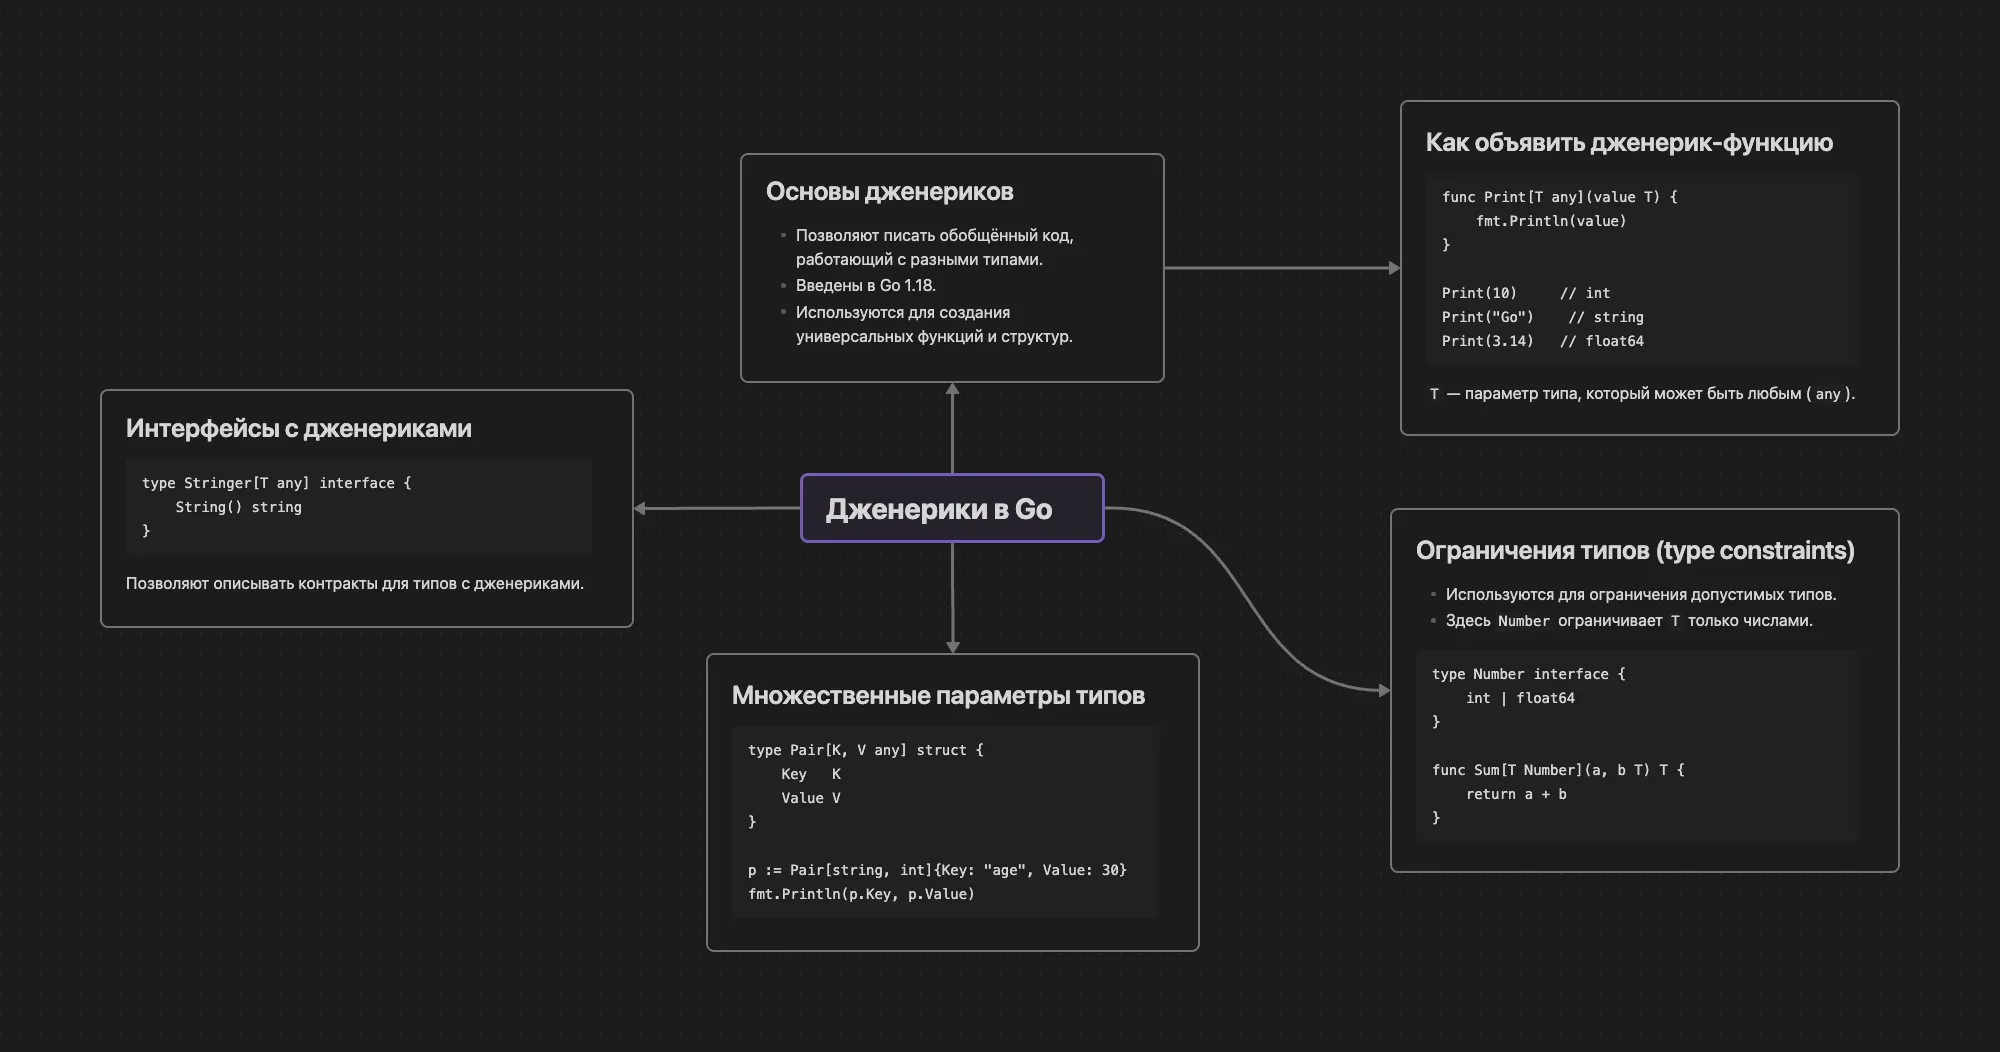 Дженерики в Go
Основы дженериков
Позволяют писать обобщённый код,
работающий с разными типами.
Введены в Go 1.18.
Используются для создания
универсальных функций и структур.
Как объявить дженерик-функцию
func Print[T any](value T) {
    fmt.Println(value)
}

Print(10)     // int
Print("Go")    // string
Print(3.14)   // float64
T — параметр типа, который может быть любым ( any ).
Интерфейсы с дженериками
type Stringer[T any] interface {
    String() string
}
Позволяют описывать контракты для типов с дженериками.
Ограничения типов (type constraints)
Используются для ограничения допустимых типов.
Здесь Number ограничивает T только числами.
type Number interface {
    int | float64
}

func Sum[T Number](a, b T) T {
    return a + b
}
Множественные параметры типов
type Pair[K, V any] struct {
    Key   K
    Value V
}

p := Pair[string, int]{Key: "age", Value: 30}
fmt.Println(p.Key, p.Value)